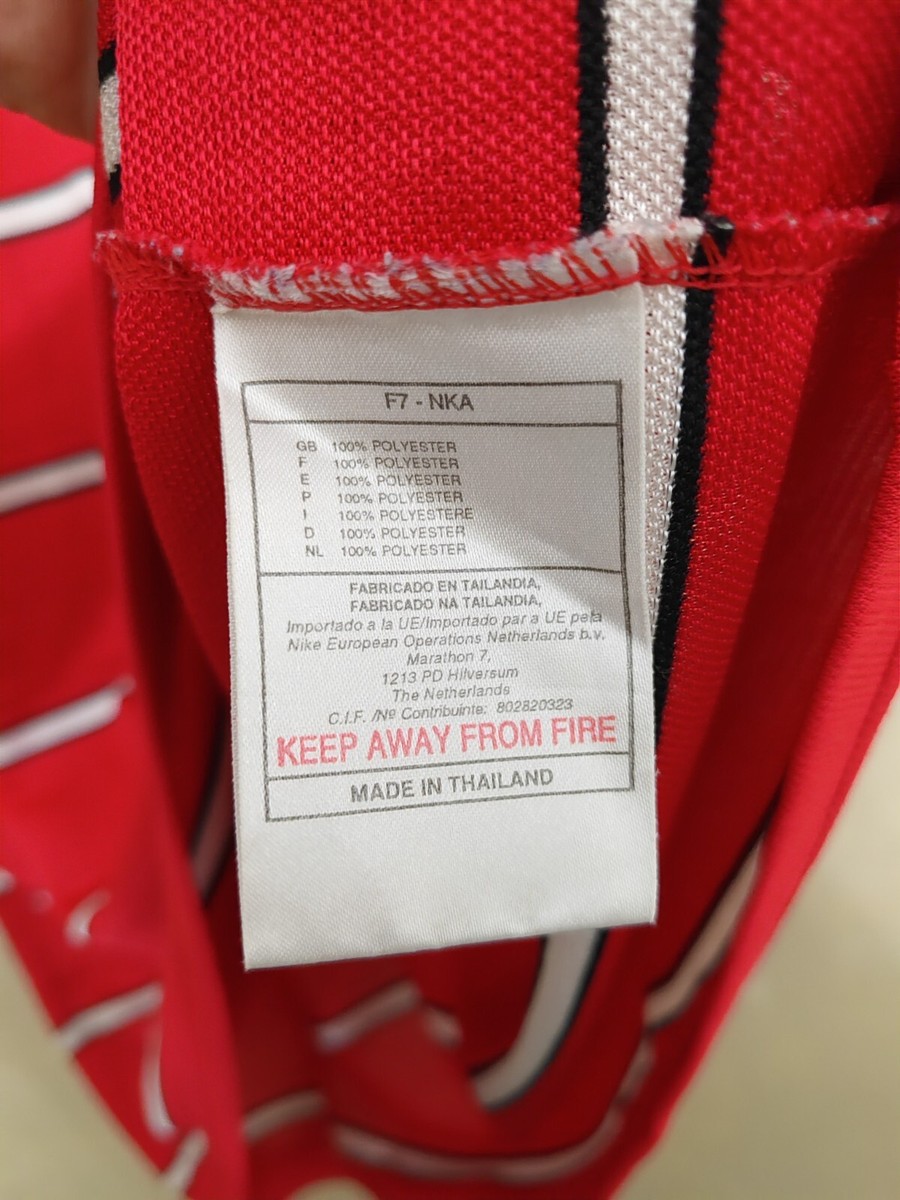 F7 - NKA
GB 100% POLYESTER
F 100% POLYESTER
E 100% POLYESTER
P 100% POLYESTER
I 100% POLYESTERE
D 100% POLYESTER
NL 100% POLYESTER
FABRICADO EN TAILANDIA,
FABRICADO NA TAILANDIA,
Importado a la UE/Importado par a UE pela
Nike European Operations Netherlands b.v.
Marathon 7,
1213 PD Hilversum
The Netherlands
C.I.F. /Nº Contribuinte: 802820323
KEEP AWAY FROM FIRE
MADE IN THAILAND